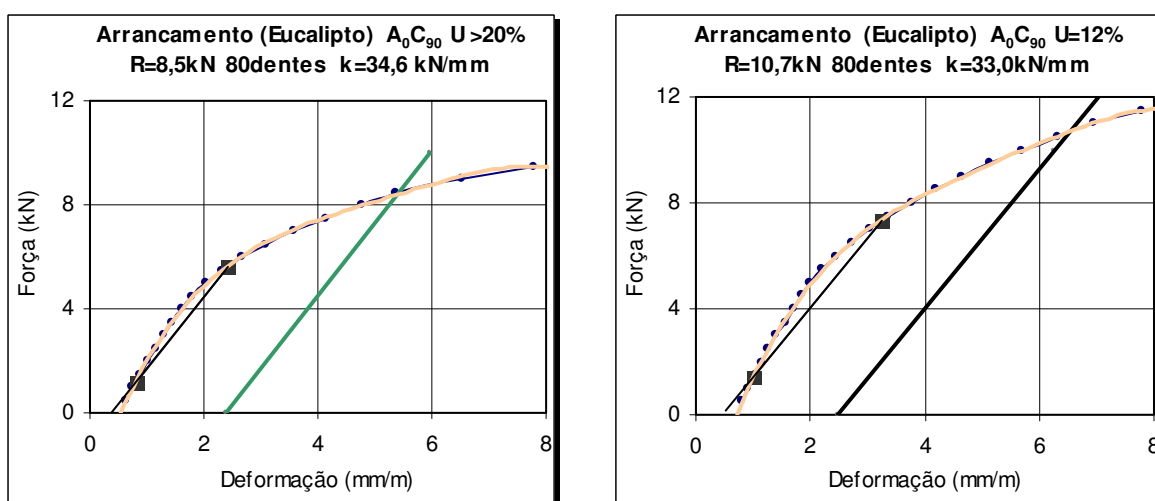 Arrancamento (Eucalipto) A₀C₉₀ U >20%
R=8,5kN 80dentes k=34,6 kN/mm
12
8
4
0
Força (kN)
0 2 4 6 8
Deformação (mm/m)
Arrancamento (Eucalipto) A₀C₉₀ U=12%
R=10,7kN 80dentes k=33,0kN/mm
12
8
4
0
Força (kN)
0 2 4 6 8
Deformação (mm/m)